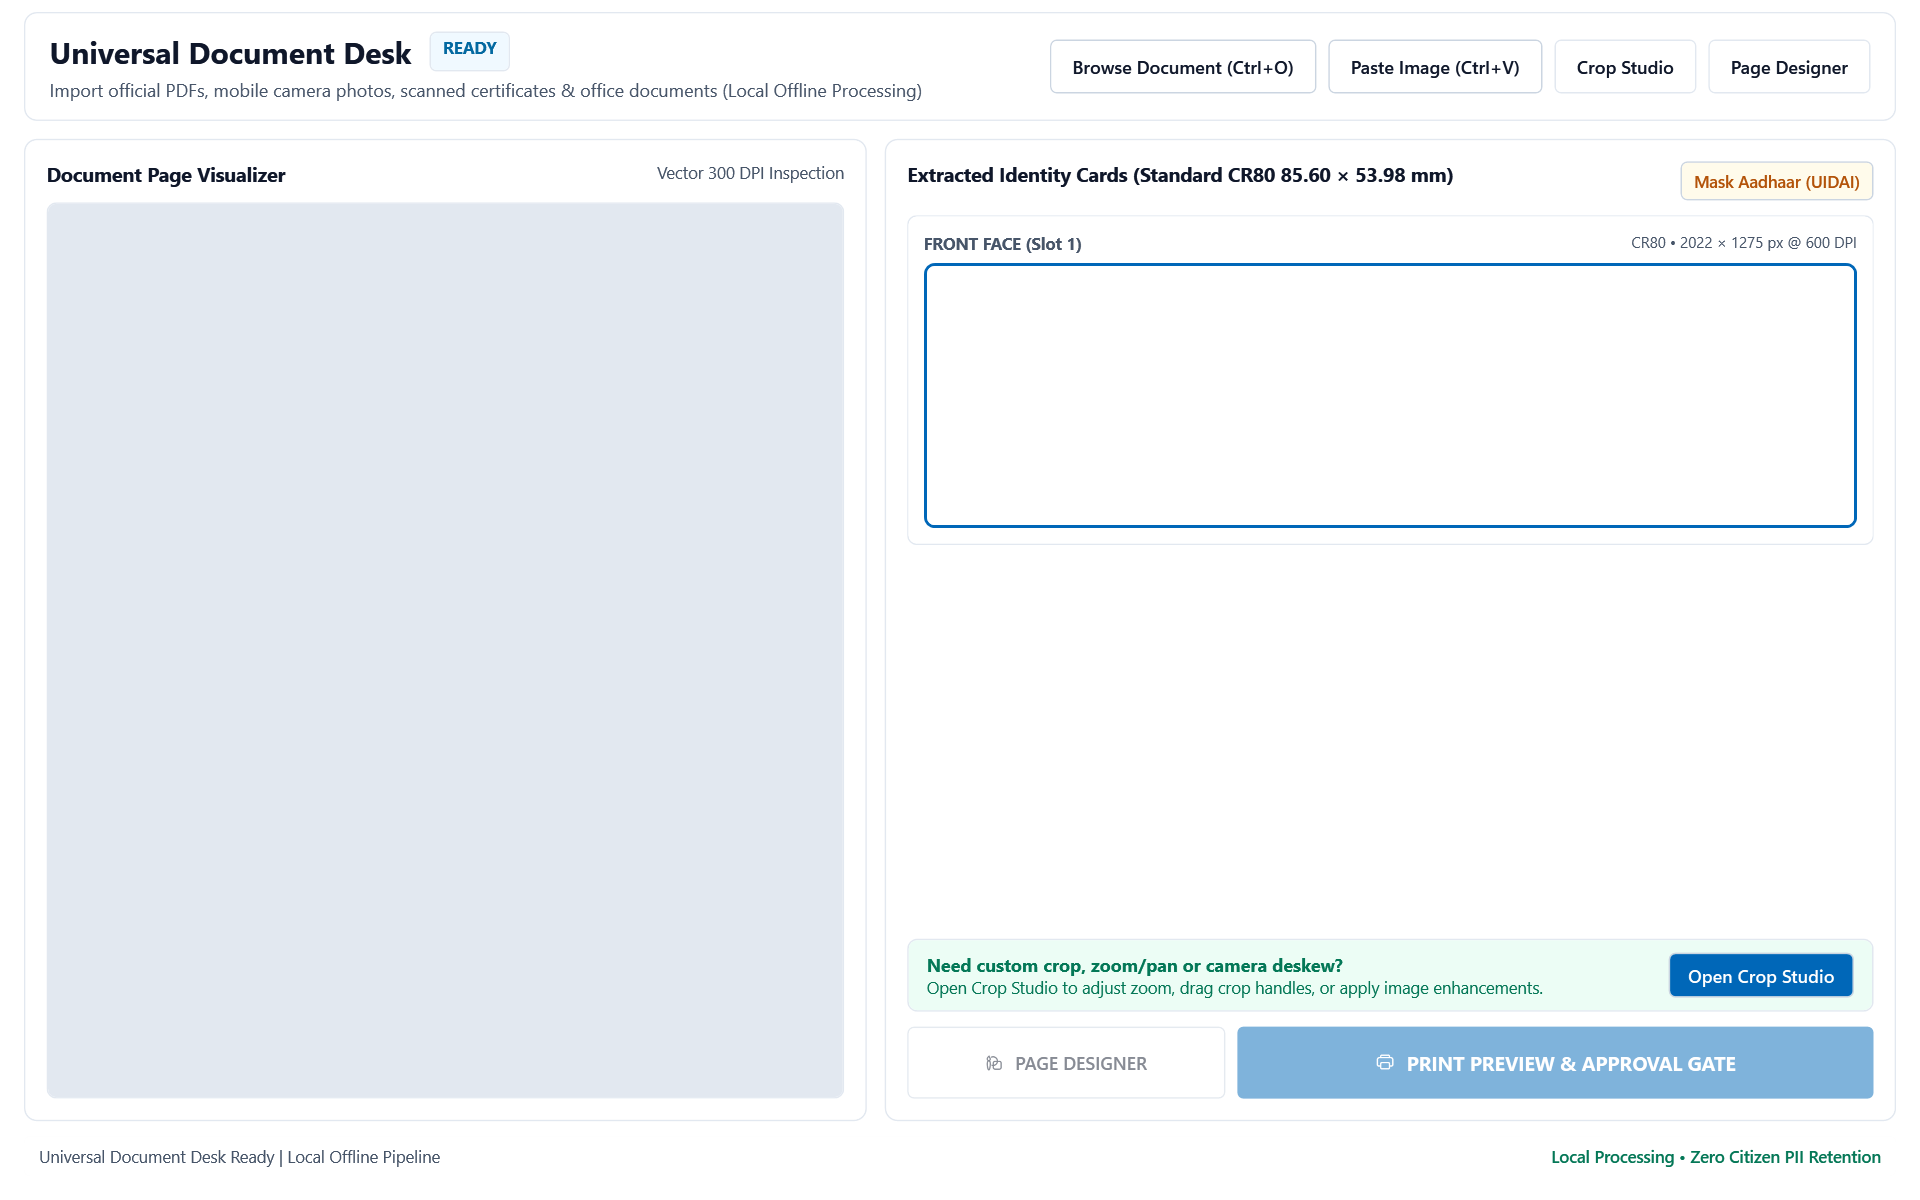 Universal Document Desk
READY
Import official PDFs, mobile camera photos, scanned certificates & office documents (Local Offline Processing)
Browse Document (Ctrl+O)
Paste Image (Ctrl+V)
Crop Studio
Page Designer
Document Page Visualizer
Vector 300 DPI Inspection
Extracted Identity Cards (Standard CR80 85.60 × 53.98 mm)
Mask Aadhaar (UIDAI)
FRONT FACE (Slot 1)
CR80 • 2022 × 1275 px @ 600 DPI
Need custom crop, zoom/pan or camera deskew?
Open Crop Studio to adjust zoom, drag crop handles, or apply image enhancements.
Open Crop Studio
PAGE DESIGNER
PRINT PREVIEW & APPROVAL GATE
Universal Document Desk Ready | Local Offline Pipeline
Local Processing • Zero Citizen PII Retention